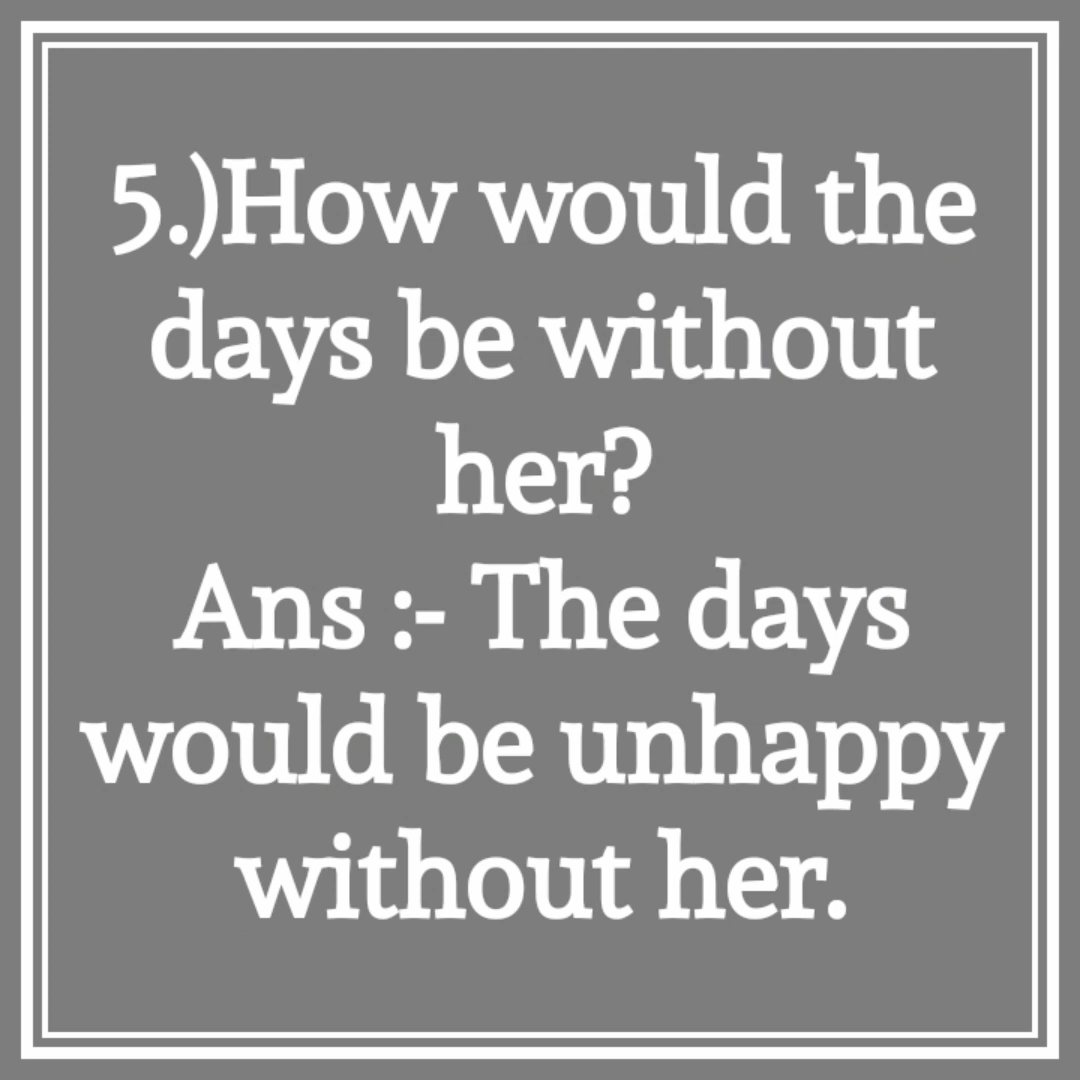 5.)How would the
days be without
her?
Ans :- The days
would be unhappy
without her.